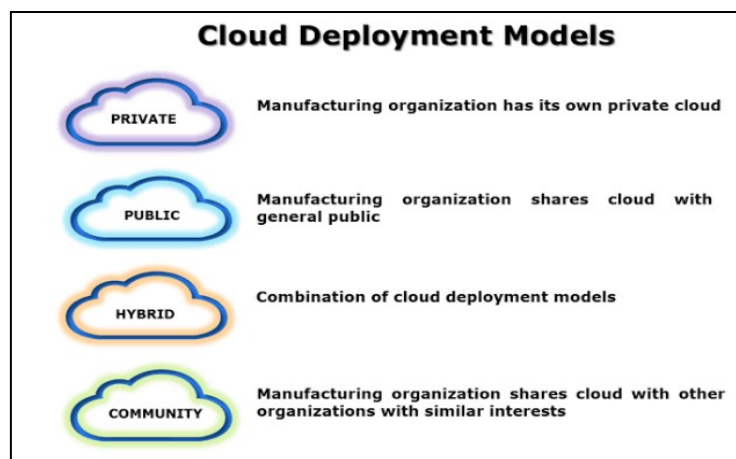 Cloud Deployment Models
PRIVATE
Manufacturing organization has its own private cloud
PUBLIC
Manufacturing organization shares cloud with
general public
HYBRID
Combination of cloud deployment models
COMMUNITY
Manufacturing organization shares cloud with other
organizations with similar interests